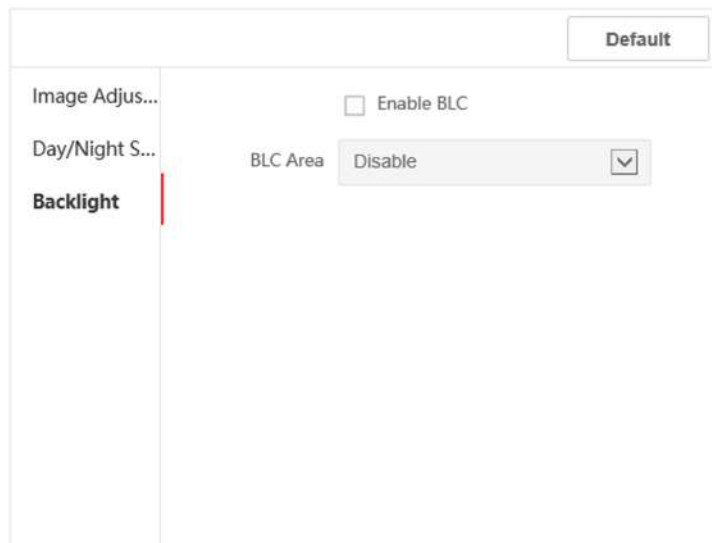 Default
Image Adjus...
Enable BLC
Day/Night S...
BLC Area
Disable
Backlight